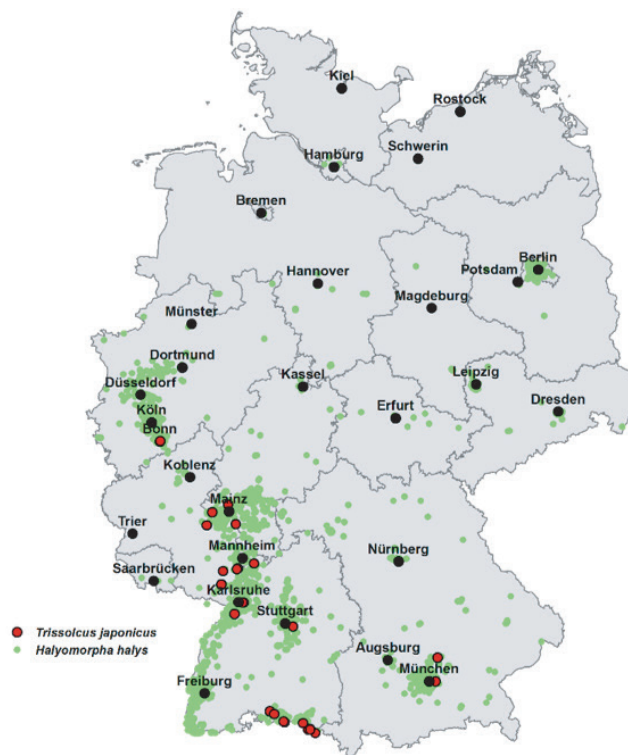 Kiel
Rostock
Schwerin
Hamburg
Bremen
Berlin
Hannover
Potsdam
Magdeburg
Münster
Dortmund
Kassel
Leipzig
Düsseldorf
Dresden
Köln
Erfurt
Bonn
Koblenz
Mainz
Trier
Mannheim
Nürnberg
Saarbrücken
Karlsruhe
Stuttgart
Trissolcus japonicus
Halyomorpha halys
Augsburg
München
Freiburg